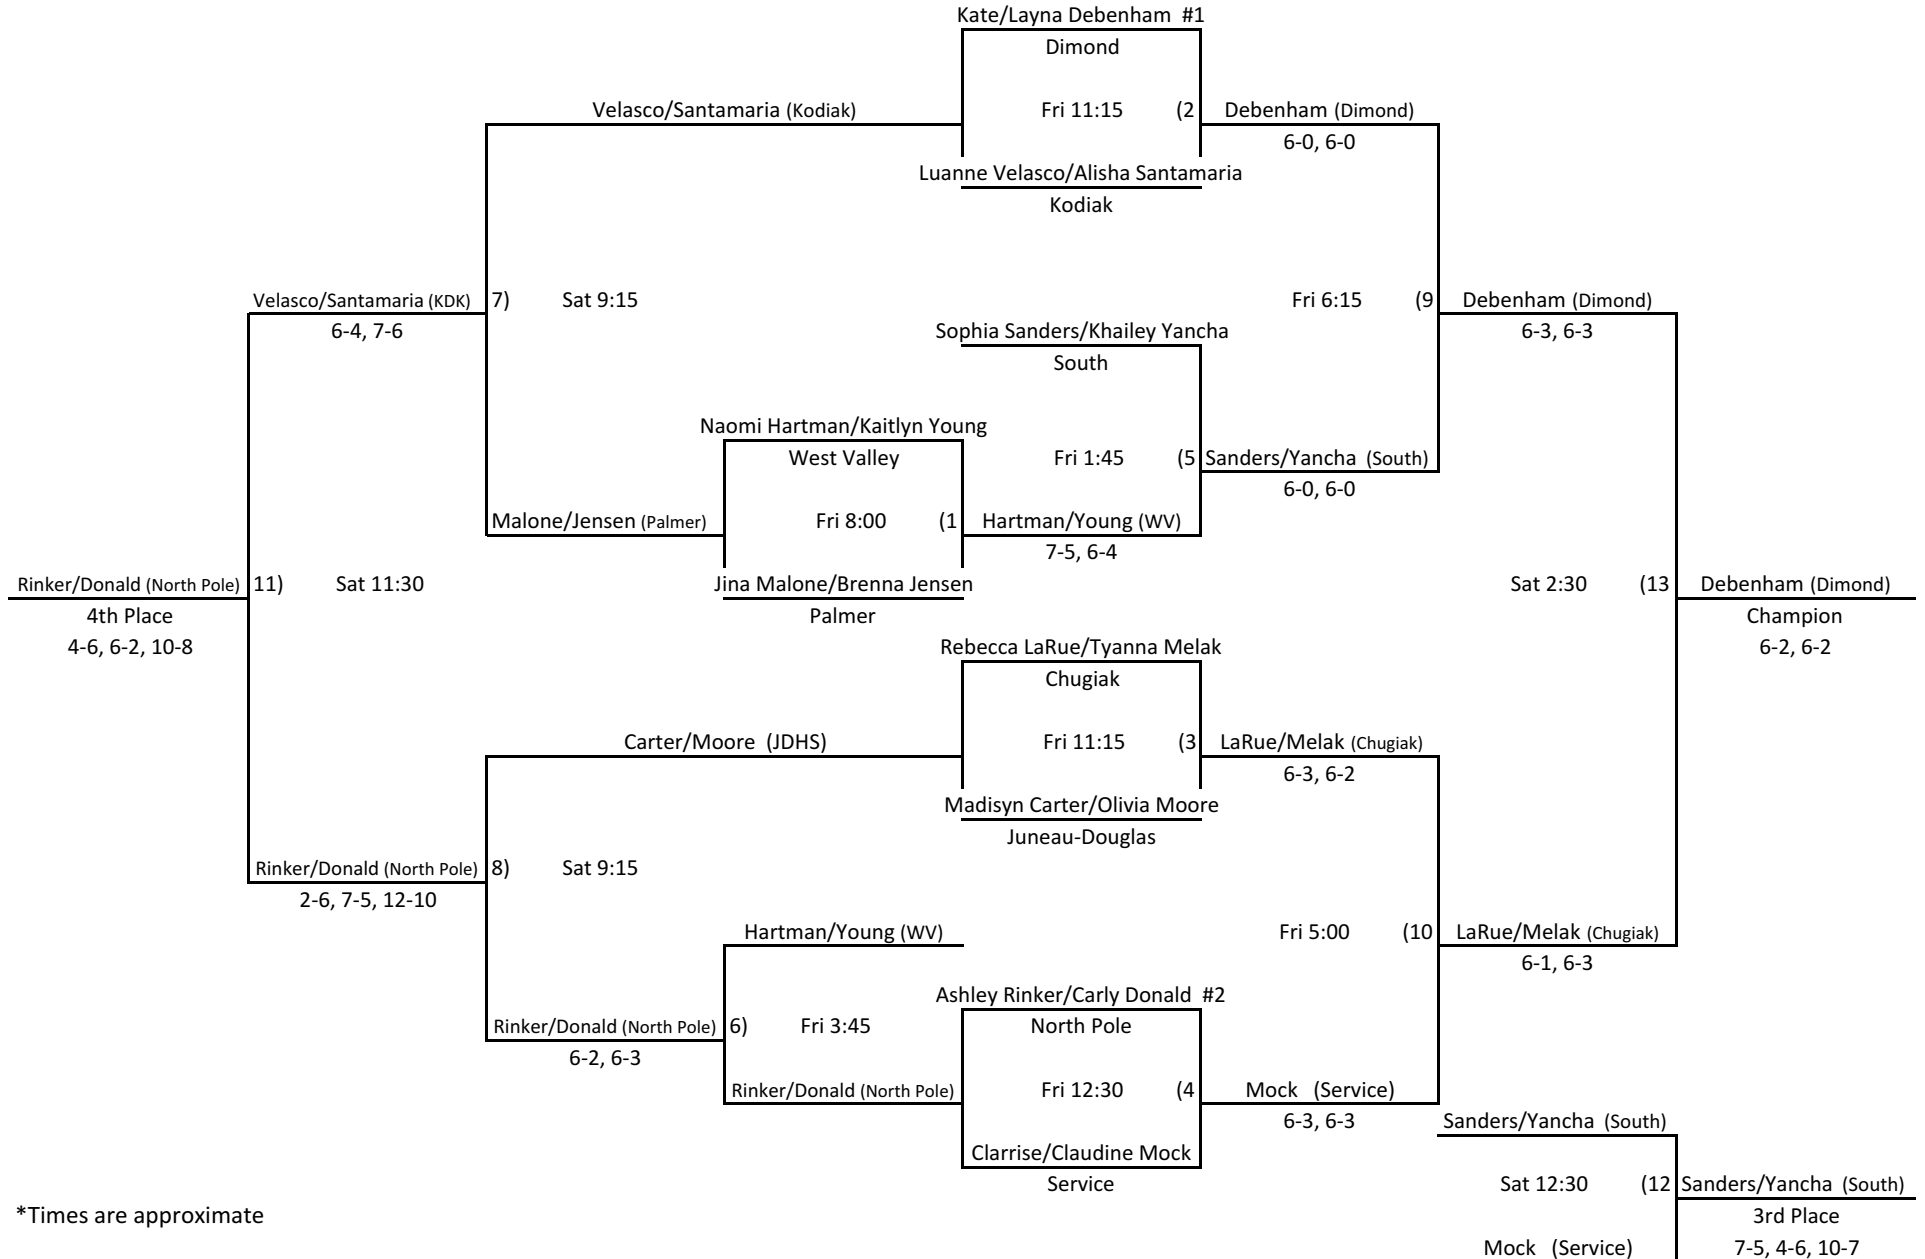 Kate/Layna Debenham #1
Dimond
Velasco/Santamaria (Kodiak)
Fri 11:15 (2
Debenham (Dimond)
6-0, 6-0
Luanne Velasco/Alisha Santamaria
Kodiak
Velasco/Santamaria (KDK)
6-4, 7-6
7) Sat 9:15
Fri 6:15 (9
Debenham (Dimond)
6-3, 6-3
Sophia Sanders/Khailey Yancha
South
Naomi Hartman/Kaitlyn Young
West Valley
Fri 1:45 (5
Sanders/Yancha (South)
6-0, 6-0
Malone/Jensen (Palmer)
Fri 8:00 (1
Hartman/Young (WV)
7-5, 6-4
Jina Malone/Brenna Jensen
Palmer
Rinker/Donald (North Pole)
4th Place
4-6, 6-2, 10-8
11) Sat 11:30
Sat 2:30 (13
Debenham (Dimond)
Champion
6-2, 6-2
Rebecca LaRue/Tyanna Melak
Chugiak
Carter/Moore (JDHS)
Fri 11:15 (3
LaRue/Melak (Chugiak)
6-3, 6-2
Madisyn Carter/Olivia Moore
Juneau-Douglas
Rinker/Donald (North Pole)
2-6, 7-5, 12-10
8) Sat 9:15
Hartman/Young (WV)
Fri 5:00 (10
LaRue/Melak (Chugiak)
6-1, 6-3
Ashley Rinker/Carly Donald #2
North Pole
Rinker/Donald (North Pole)
6-2, 6-3
6) Fri 3:45
Rinker/Donald (North Pole)
Fri 12:30 (4
Mock (Service)
6-3, 6-3
Clarrise/Claudine Mock
Service
Sanders/Yancha (South)
Sat 12:30 (12
Sanders/Yancha (South)
3rd Place
7-5, 4-6, 10-7
Mock (Service)
*Times are approximate